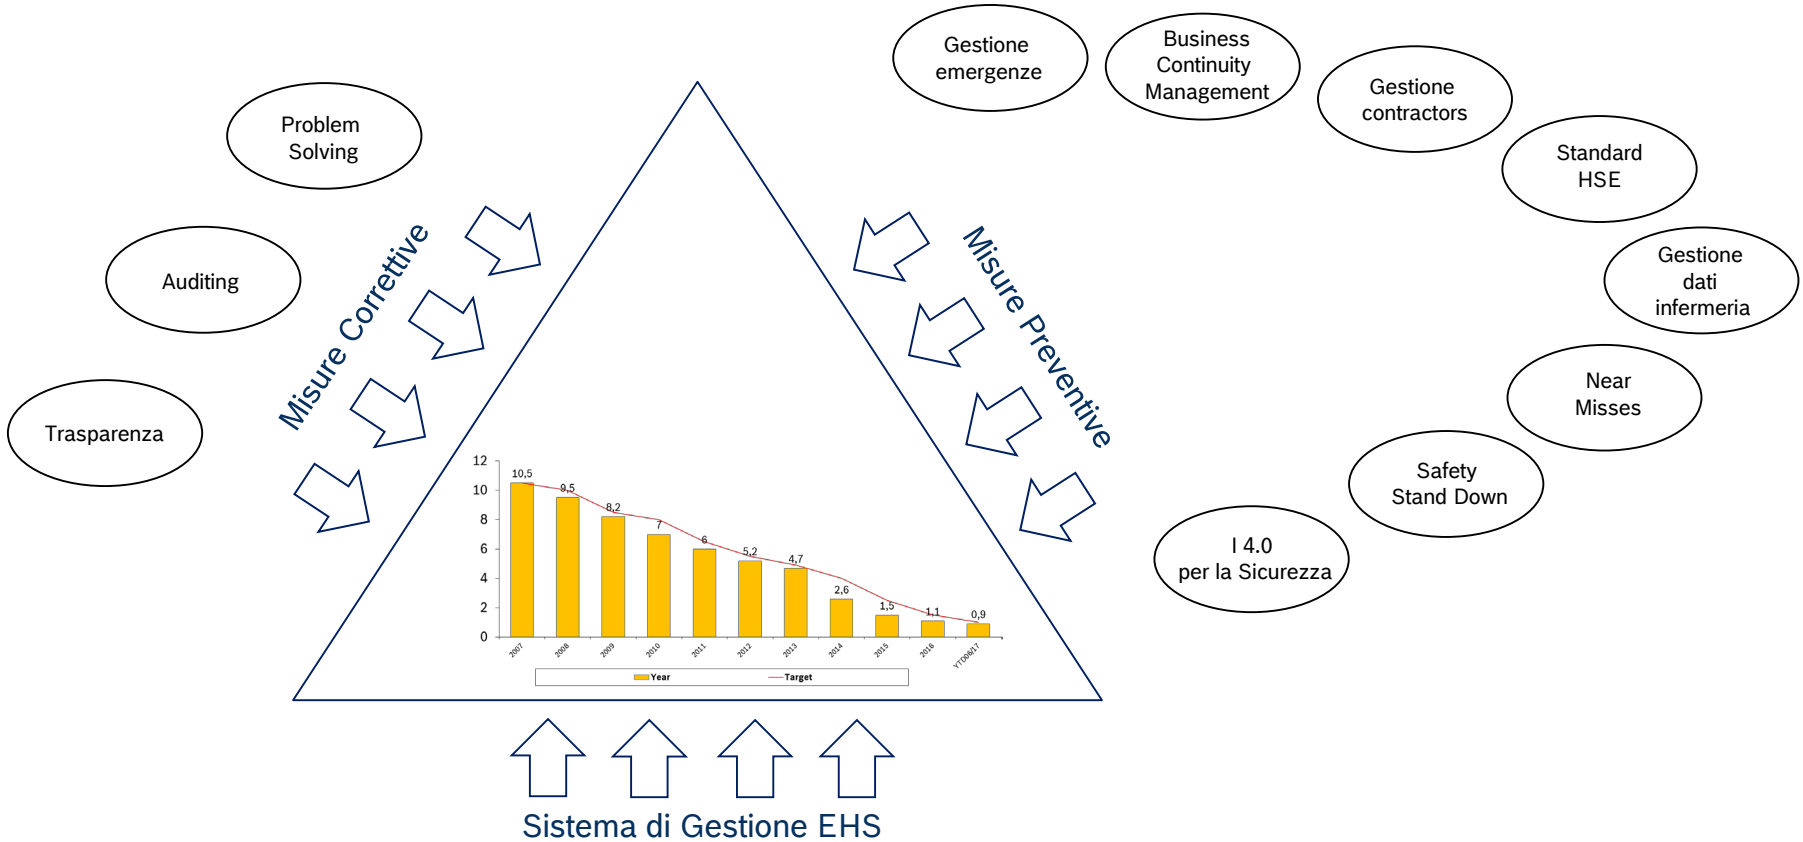 Gestione
emergenze
Business
Continuity
Management
Gestione
contractors
Standard
HSE
Gestione
dati
infermeria
Near
Misses
Safety
Stand Down
I 4.0
per la Sicurezza
Problem
Solving
Auditing
Trasparenza
Misure Correttive
Misure Preventive
12
10
8
6
4
2
0
10,5
9,5
8,2
7
6
5,2
4,7
2,6
1,5
1,1
0,9
2007
2008
2009
2010
2011
2012
2013
2014
2015
2016
YTD06/17
Year
Target
Sistema di Gestione EHS